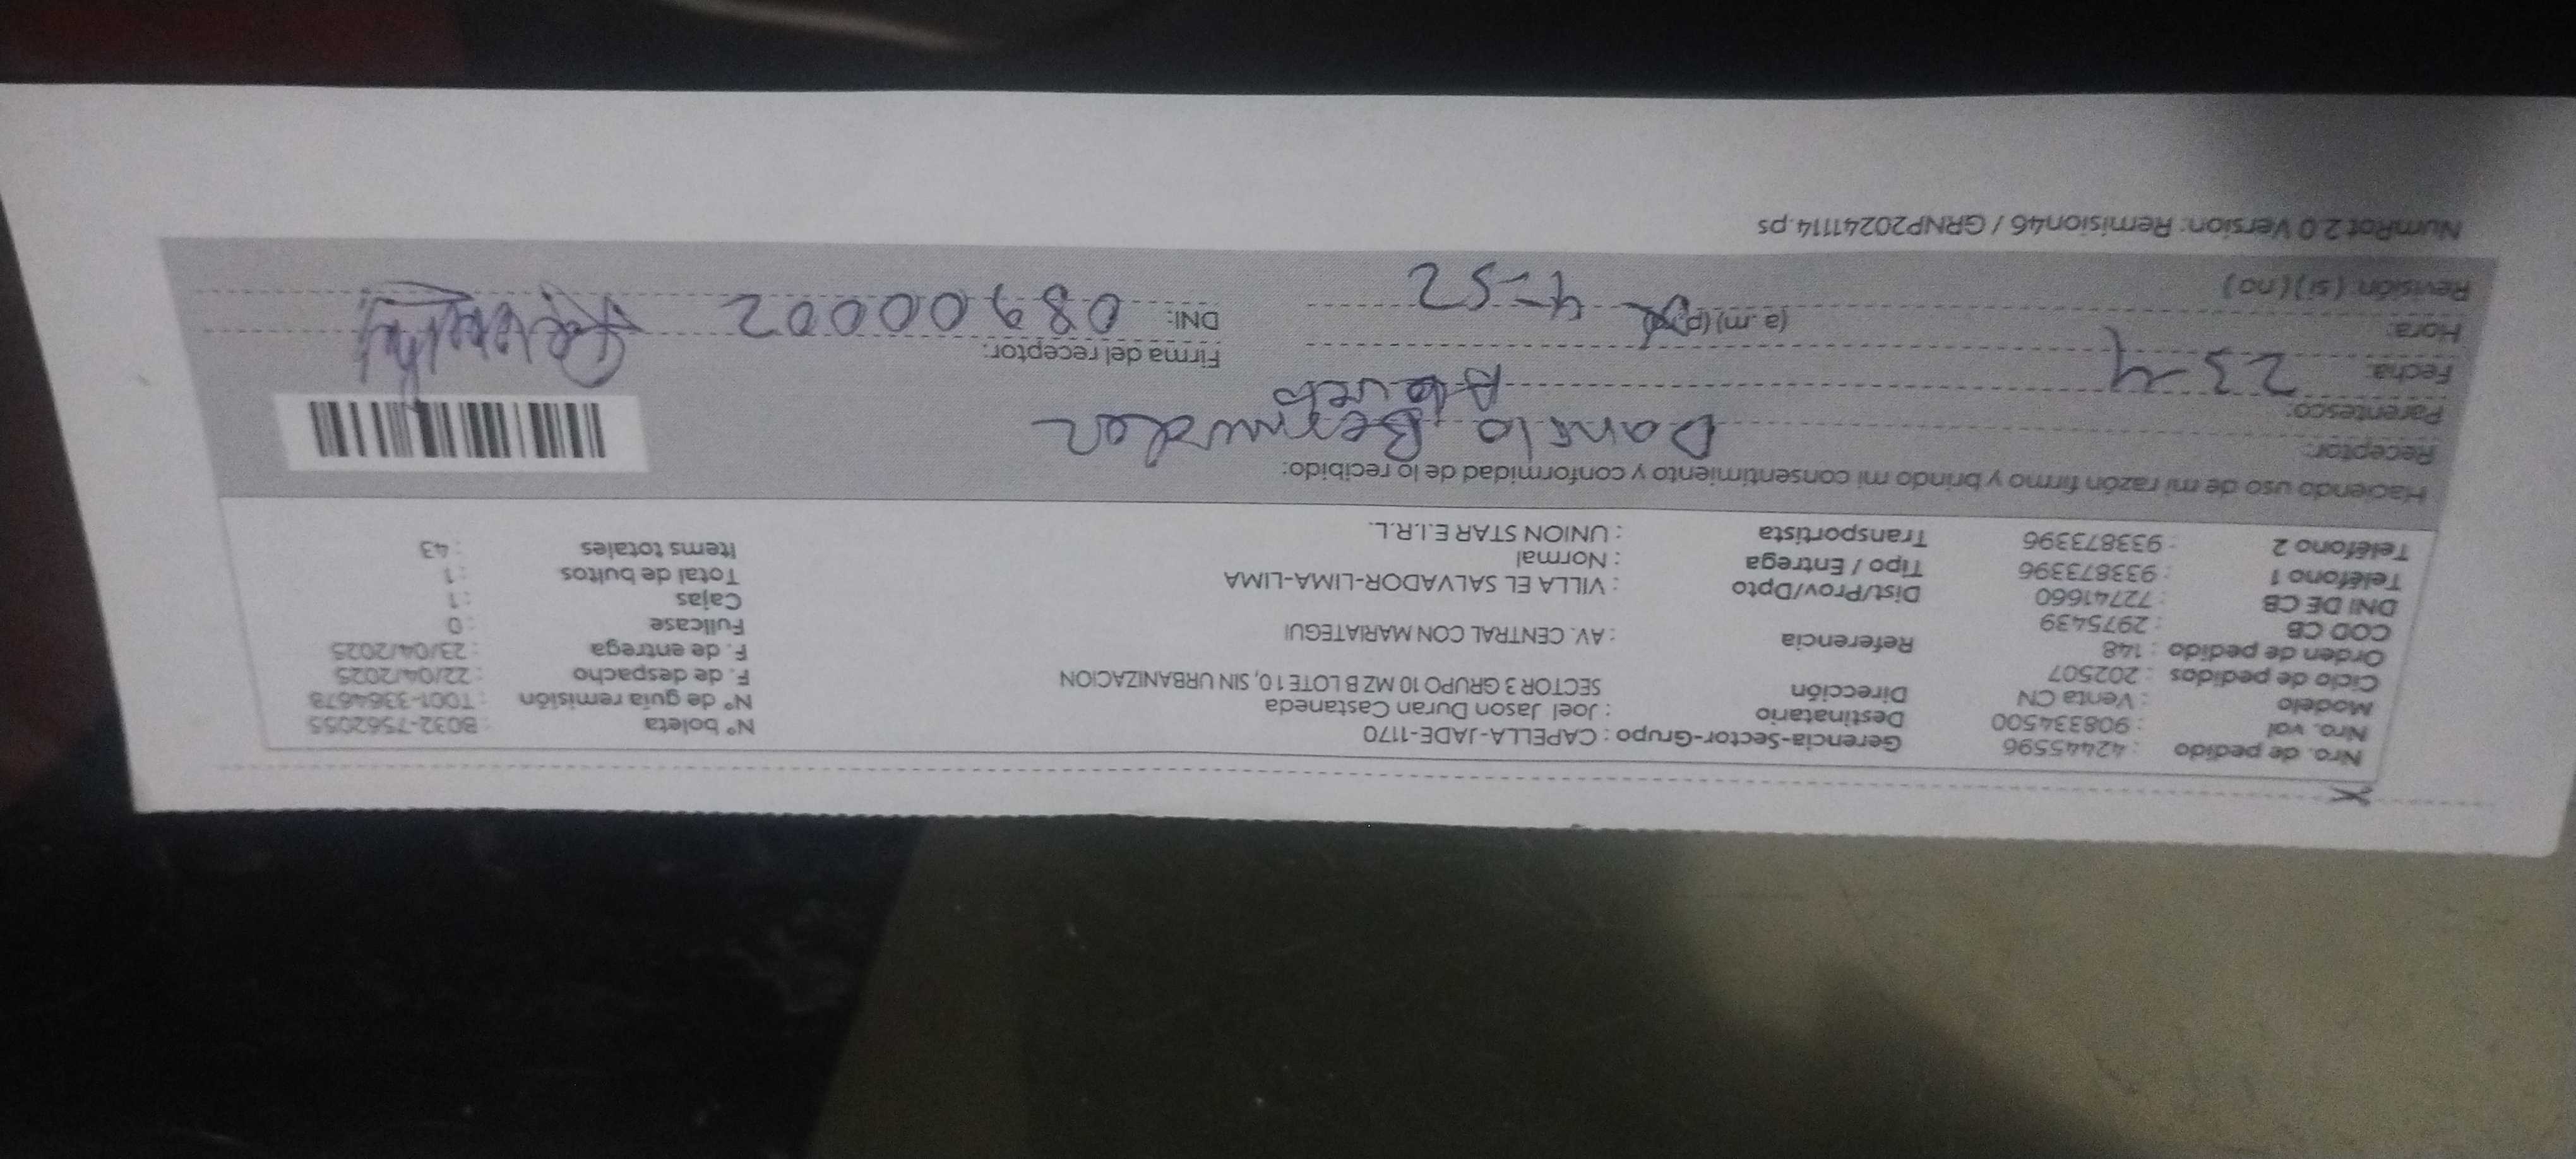 Nro. de pedido : 42445596 Gerencia-Sector-Grupo : CAPELLA-JADE-1170 N° boleta : B032-7562055
Nro. val : 908334500 Destinatario : Joel Jason Duran Castaneda N° de guía remisión : T001-3364678
Modelo : Venta CN Dirección SECTOR 3 GRUPO 10 MZ B LOTE 10, SIN URBANIZACION F. de despacho : 22/04/2025
Ciclo de pedidos : 202507 F. de entrega : 23/04/2025
Orden de pedido : 148 Referencia : AV. CENTRAL CON MARIATEGUI Fullcase : 0
COD CB : 2975439 Cajas : 1
DNI DE CB : 72741660 Dist/Prov/Dpto : VILLA EL SALVADOR-LIMA-LIMA Total de bultos : 1
Teléfono 1 : 933873396 Tipo / Entrega : Normal Items totales : 43
Teléfono 2 : 933873396 Transportista : UNION STAR E.I.R.L.
Haciendo uso de mi razón firmo y brindo mi consentimiento y conformidad de lo recibido:
Receptor: Bermudez
Parentesco: Abuelo
Fecha: 23-4 Firma del receptor:
Hora: (a.m) 4-52 DNI: 08900002
Revisión: (si) (no)
NumRot 2.0 Version: Remision46 / GRNP20241114.ps